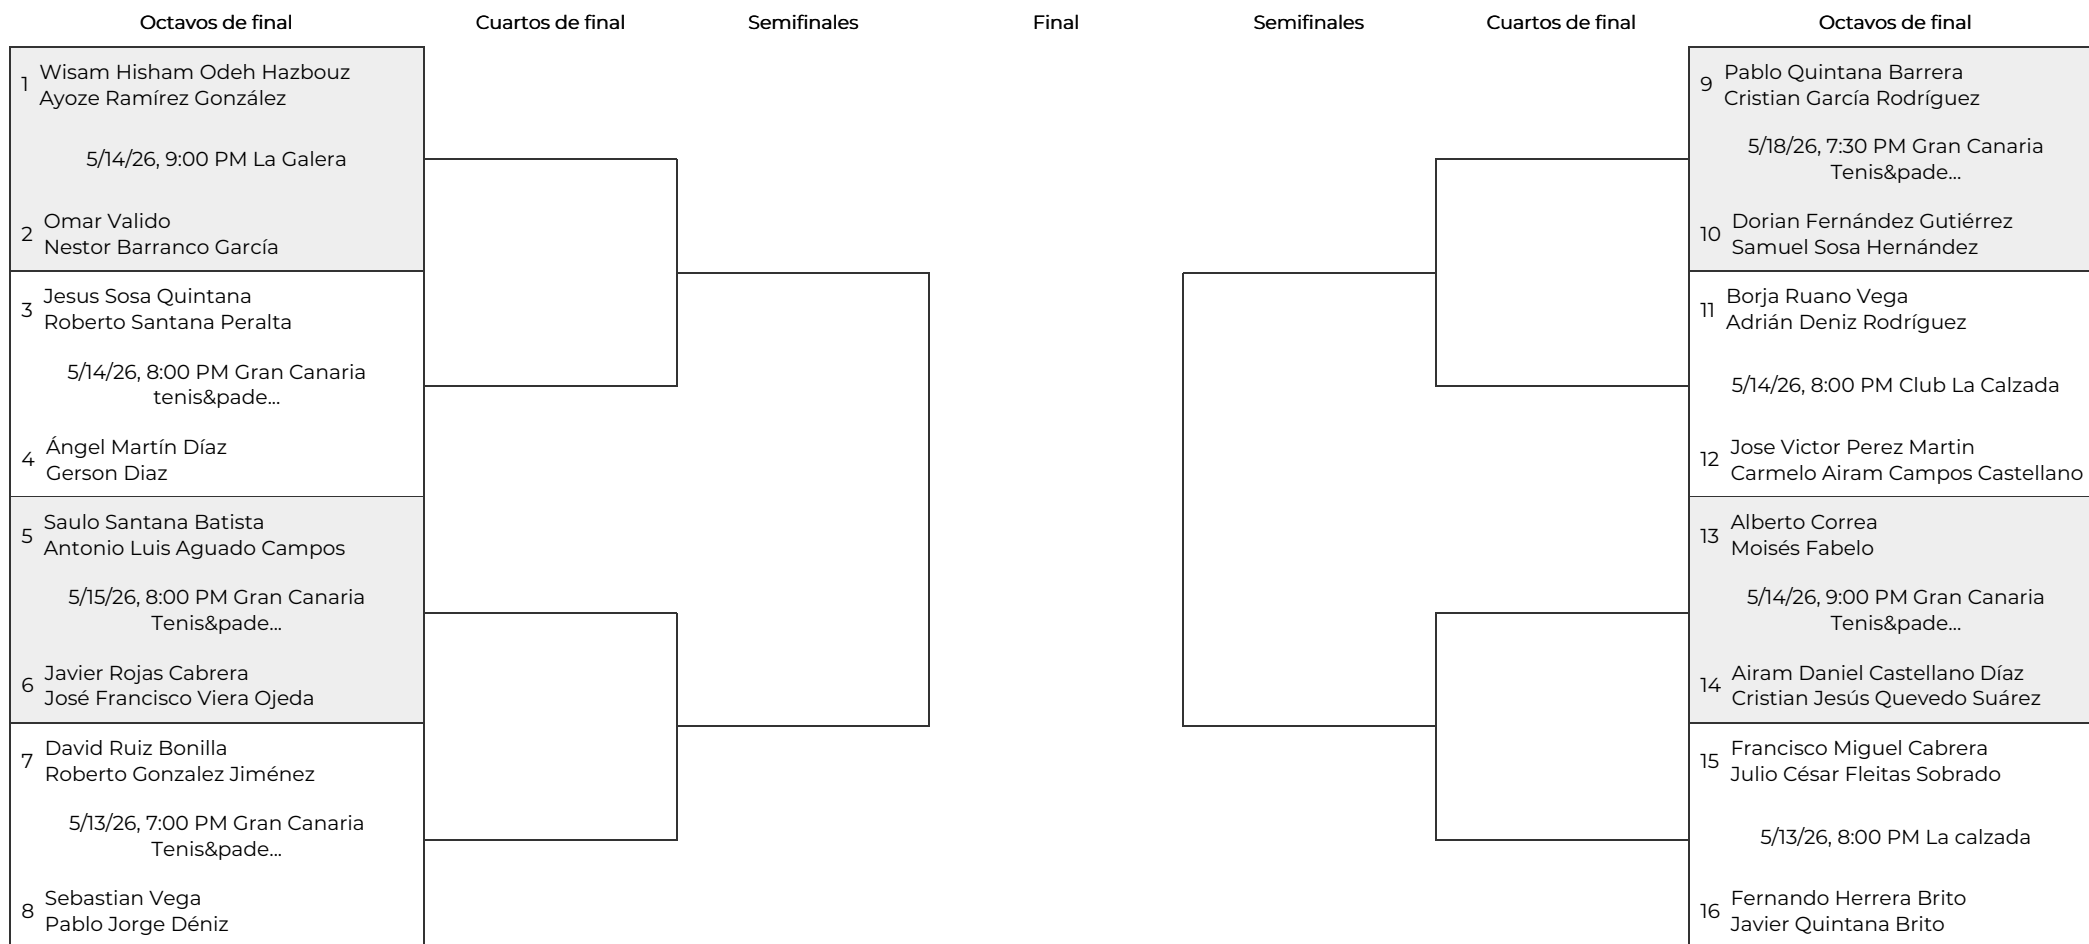 Octavos de final
Cuartos de final
Semifinales
Final
Semifinales
Cuartos de final
Octavos de final
1
Wisam Hisham Odeh Hazbouz
Ayoze Ramírez González
5/14/26, 9:00 PM La Galera
2
Omar Valido
Nestor Barranco García
3
Jesus Sosa Quintana
Roberto Santana Peralta
5/14/26, 8:00 PM Gran Canaria
tenis&pade...
4
Ángel Martín Díaz
Gerson Diaz
5
Saulo Santana Batista
Antonio Luis Aguado Campos
5/15/26, 8:00 PM Gran Canaria
Tenis&pade...
6
Javier Rojas Cabrera
José Francisco Viera Ojeda
7
David Ruiz Bonilla
Roberto Gonzalez Jiménez
5/13/26, 7:00 PM Gran Canaria
Tenis&pade...
8
Sebastian Vega
Pablo Jorge Déniz
9
Pablo Quintana Barrera
Cristian García Rodríguez
5/18/26, 7:30 PM Gran Canaria
Tenis&pade...
10
Dorian Fernández Gutiérrez
Samuel Sosa Hernández
11
Borja Ruano Vega
Adrián Deniz Rodríguez
5/14/26, 8:00 PM Club La Calzada
12
Jose Victor Perez Martin
Carmelo Airam Campos Castellano
13
Alberto Correa
Moisés Fabelo
5/14/26, 9:00 PM Gran Canaria
Tenis&pade...
14
Airam Daniel Castellano Díaz
Cristian Jesús Quevedo Suárez
15
Francisco Miguel Cabrera
Julio César Fleitas Sobrado
5/13/26, 8:00 PM La calzada
16
Fernando Herrera Brito
Javier Quintana Brito